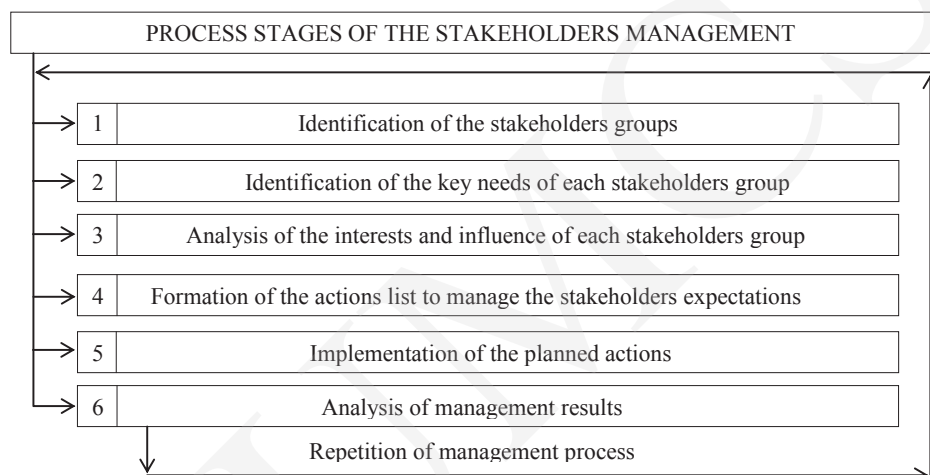 PROCESS STAGES OF THE STAKEHOLDERS MANAGEMENT
1 Identification of the stakeholders groups
2 Identification of the key needs of each stakeholders group
3 Analysis of the interests and influence of each stakeholders group
4 Formation of the actions list to manage the stakeholders expectations
5 Implementation of the planned actions
6 Analysis of management results
Repetition of management process
UMCS